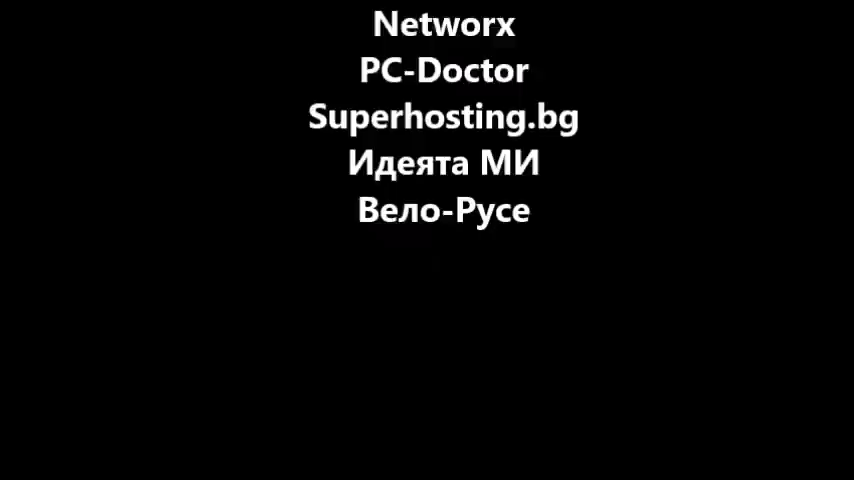 Networx
PC-Doctor
Superhosting.bg
Идеята МИ
Вело-Русе